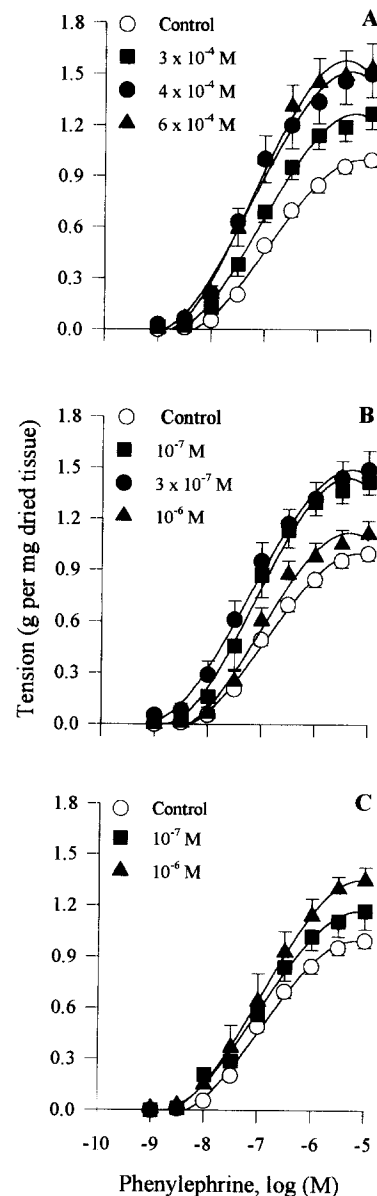 A
Control
3 x 10⁻⁴ M
4 x 10⁻⁴ M
6 x 10⁻⁴ M
1.8
1.5
1.2
0.9
0.6
0.3
0.0
B
Control
10⁻⁷ M
3 x 10⁻⁷ M
10⁻⁶ M
1.8
1.5
1.2
0.9
0.6
0.3
0.0
Tension (g per mg dried tissue)
C
Control
10⁻⁷ M
10⁻⁶ M
1.8
1.5
1.2
0.9
0.6
0.3
0.0
-10 -9 -8 -7 -6 -5
Phenylephrine, log (M)